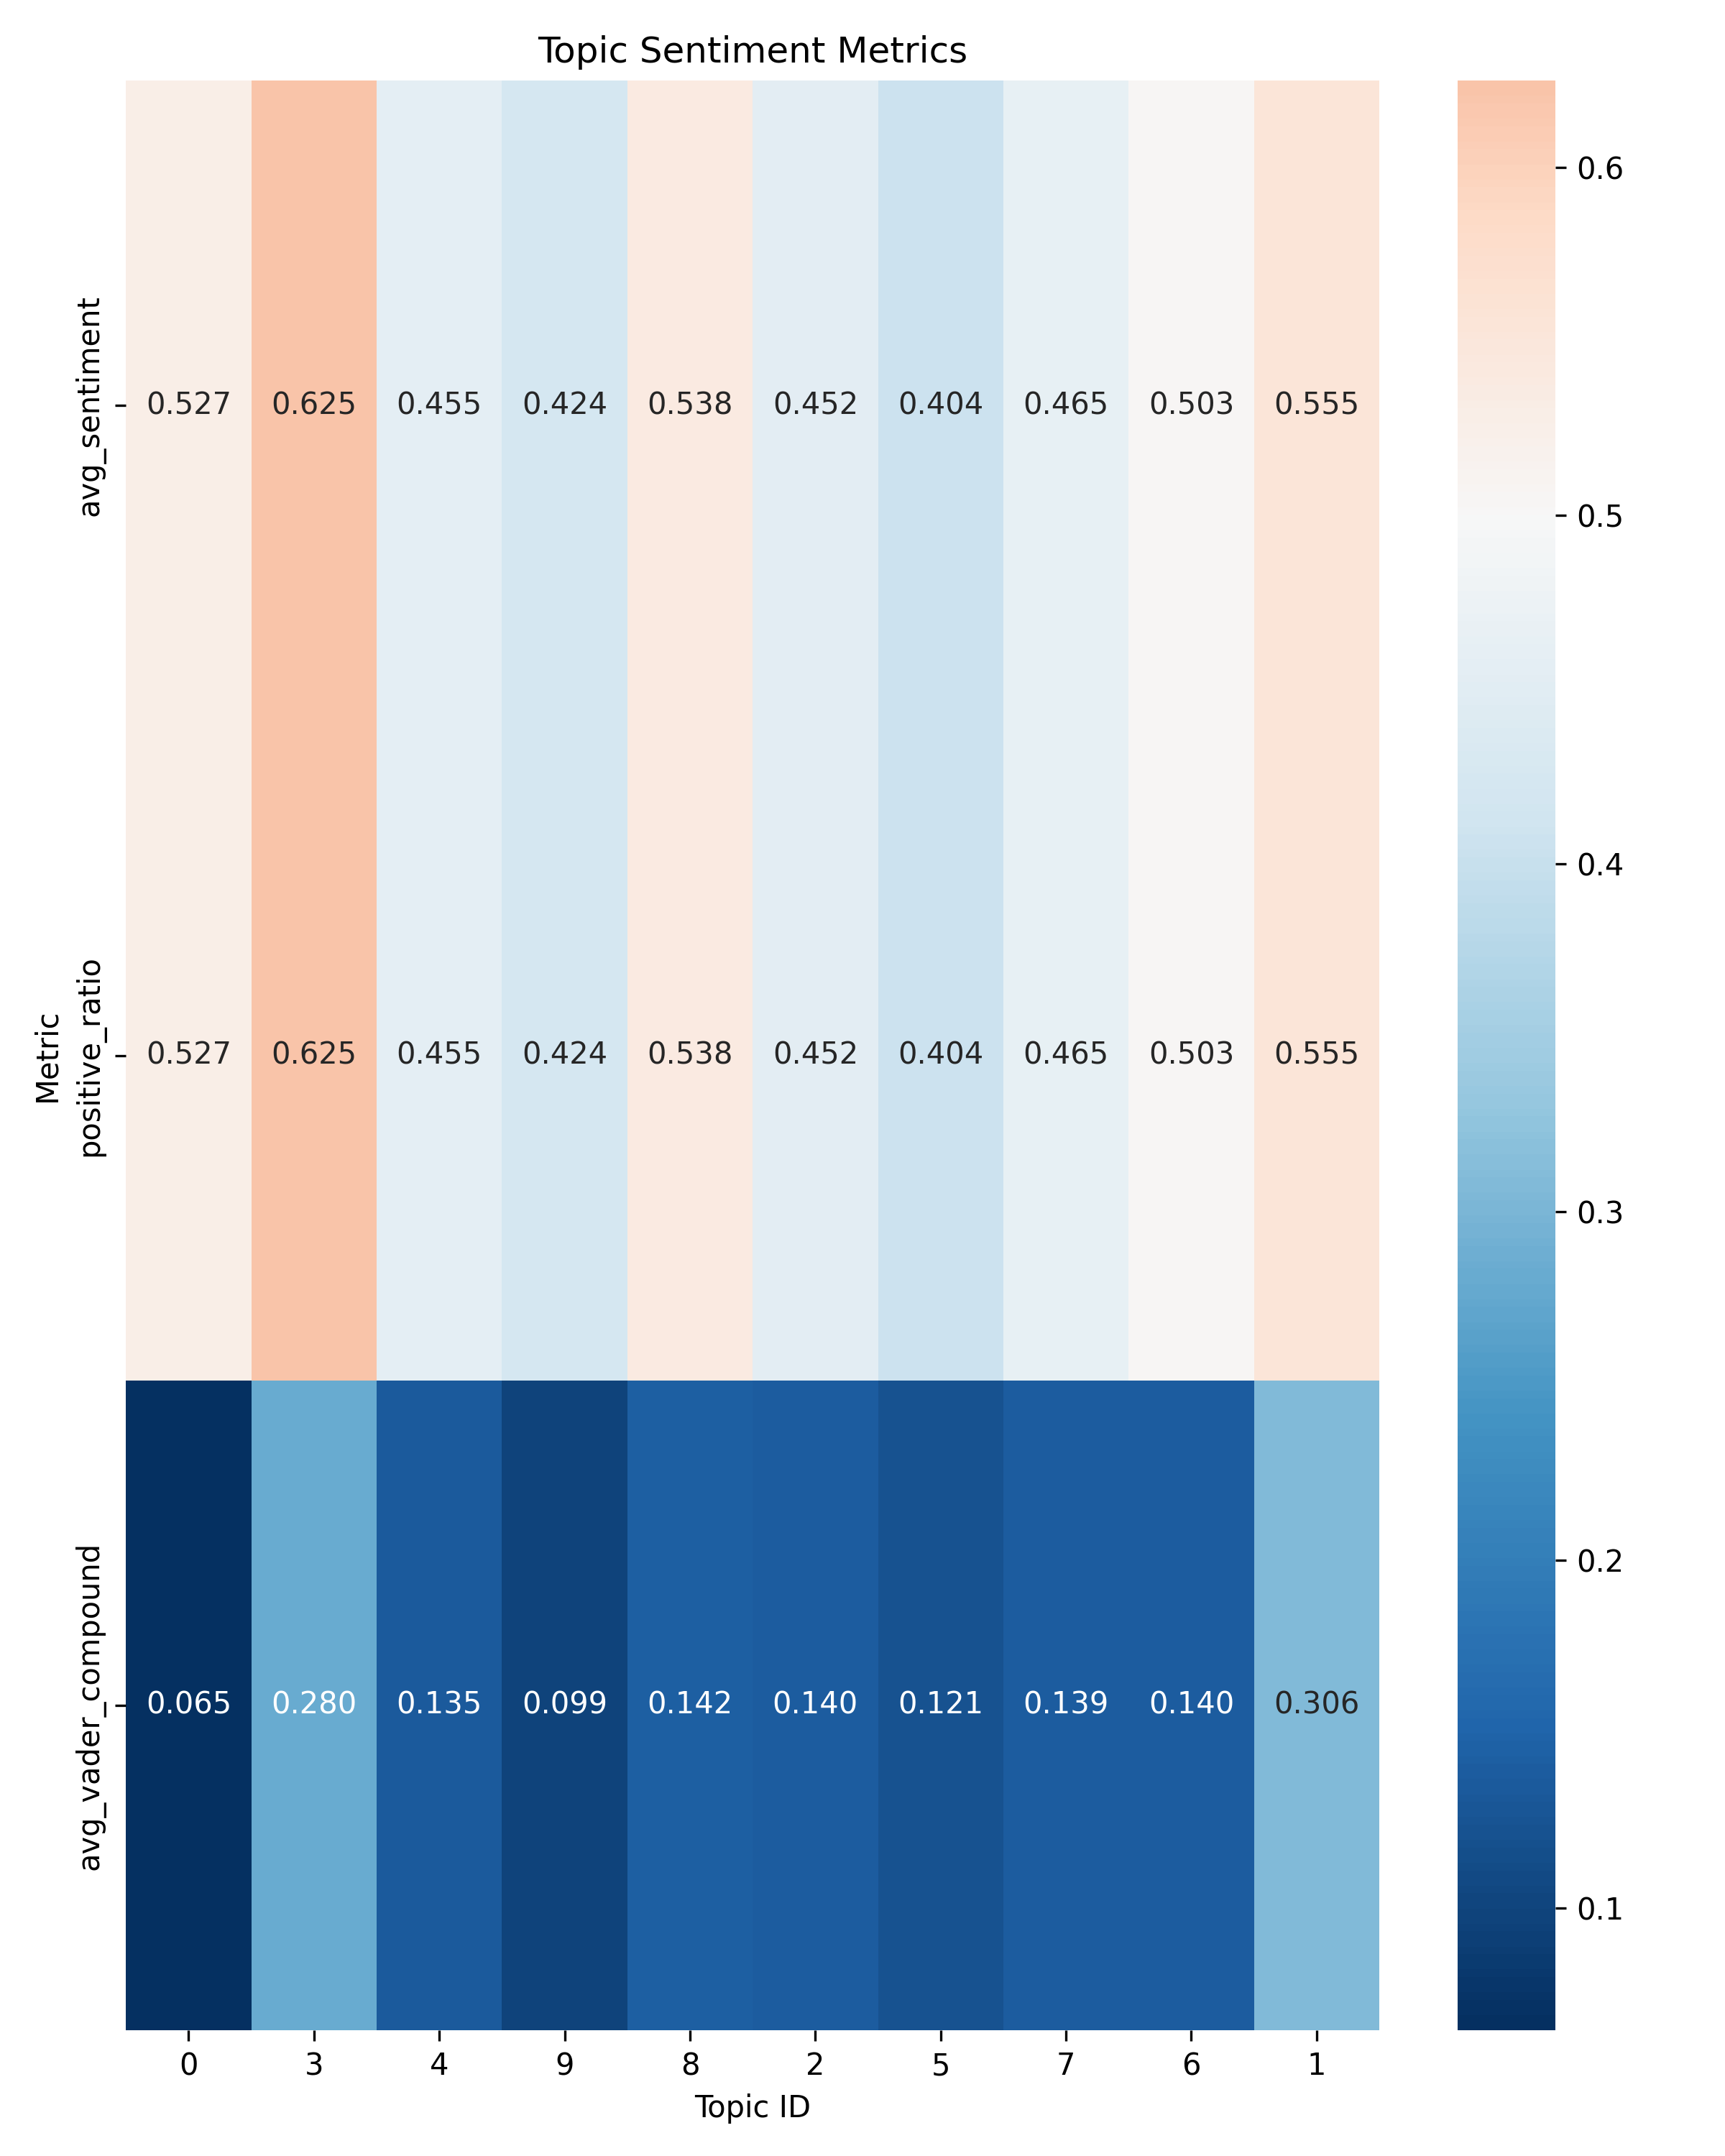 Topic Sentiment Metrics
Metric
avg_sentiment
0.527 0.625 0.455 0.424 0.538 0.452 0.404 0.465 0.503 0.555
positive_ratio
0.527 0.625 0.455 0.424 0.538 0.452 0.404 0.465 0.503 0.555
avg_vader_compound
0.065 0.280 0.135 0.099 0.142 0.140 0.121 0.139 0.140 0.306
0 3 4 9 8 2 5 7 6 1
Topic ID
0.6
0.5
0.4
0.3
0.2
0.1